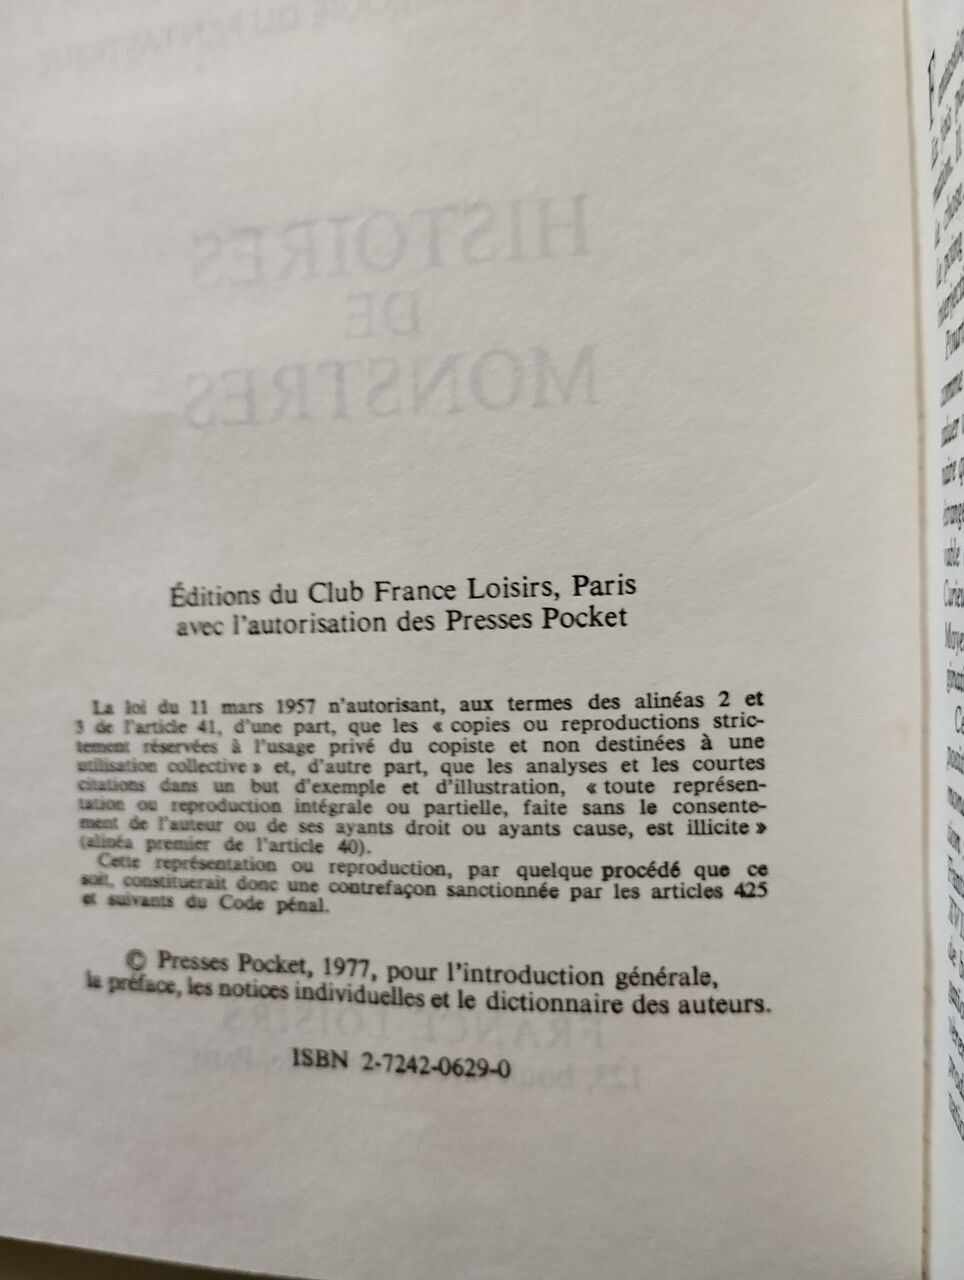 HISTOIRES
DE
MONSTRES
Éditions du Club France Loisirs, Paris
avec l'autorisation des Presses Pocket
La loi du 11 mars 1957 n'autorisant, aux termes des alinéas 2 et
3 de l'article 41, d'une part, que les « copies ou reproductions stric-
tement réservées à l'usage privé du copiste et non destinées à une
utilisation collective » et, d'autre part, que les analyses et les courtes
citations dans un but d'exemple et d'illustration, « toute représen-
tation ou reproduction intégrale ou partielle, faite sans le consente-
ment de l'auteur ou de ses ayants droit ou ayants cause, est illicite »
(alinéa premier de l'article 40).
Cette représentation ou reproduction, par quelque procédé que ce
soit, constituerait donc une contrefaçon sanctionnée par les articles 425
et suivants du Code pénal.
© Presses Pocket, 1977, pour l'introduction générale,
la préface, les notices individuelles et le dictionnaire des auteurs.
FRANCE LOISIRS
ISBN 2-7242-0629-0